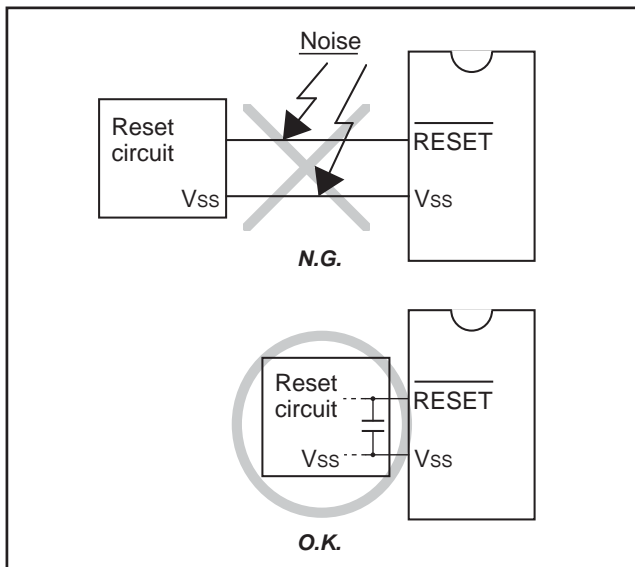 Noise
Reset
circuit
VSS
RESET
VSS
N.G.
Reset
circuit
VSS
RESET
VSS
O.K.